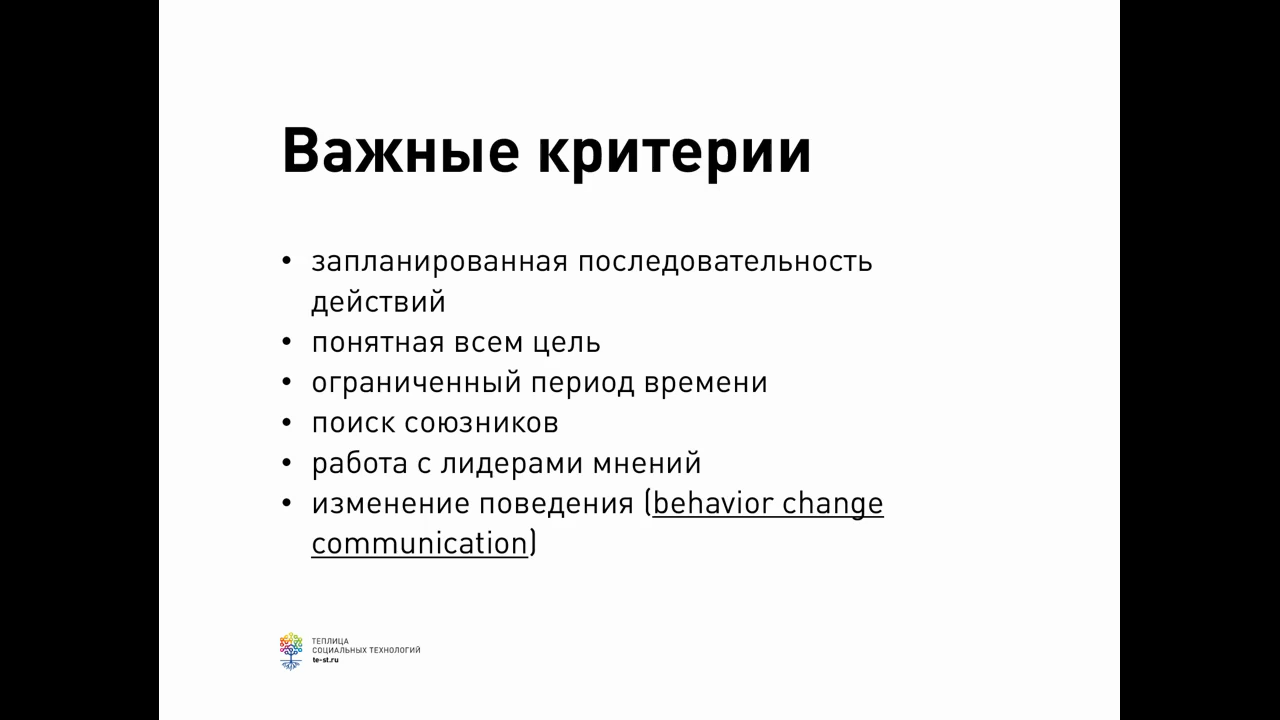 Важные критерии
• запланированная последовательность
действий
• понятная всем цель
• ограниченный период времени
• поиск союзников
• работа с лидерами мнений
• изменение поведения (behavior change
communication)
ТЕПЛИЦА
СОЦИАЛЬНЫХ ТЕХНОЛОГИЙ
te-st.ru